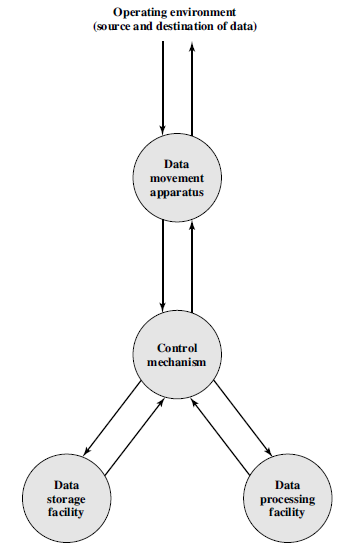 Operating environment
(source and destination of data)
Data
movement
apparatus
Control
mechanism
Data
storage
facility
Data
processing
facility